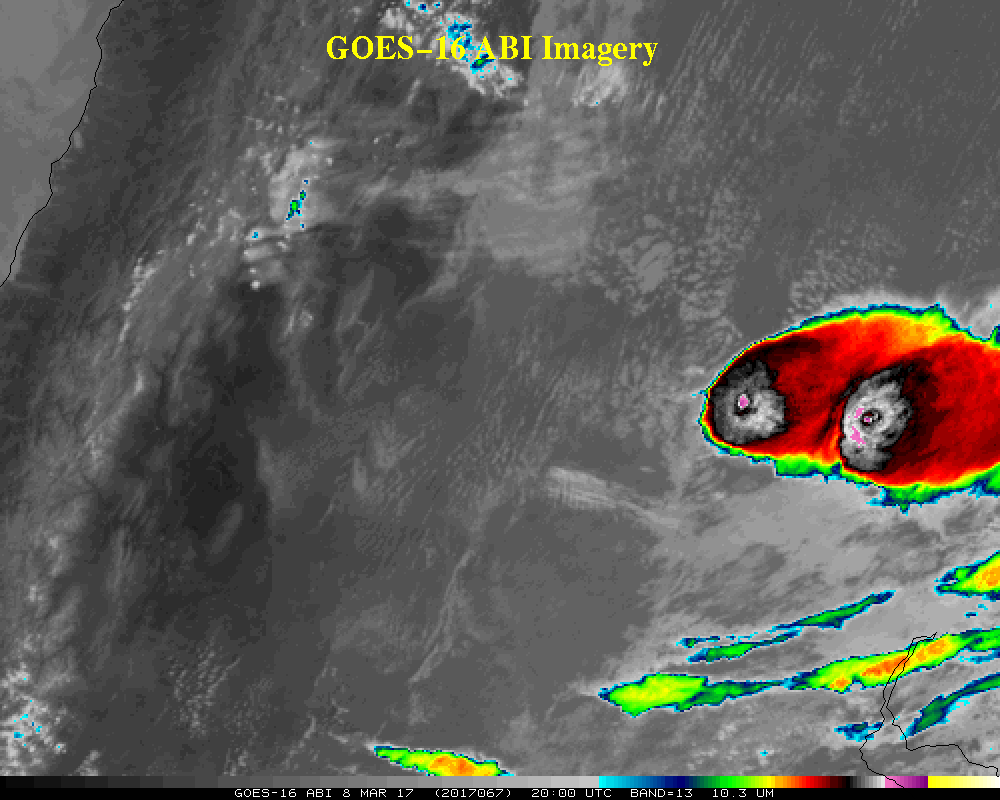 GOES-16 ABI Imagery
GOES-16 ABI 8 MAR 17 (2017067) 20:00 UTC BAND-13 10.3 UM